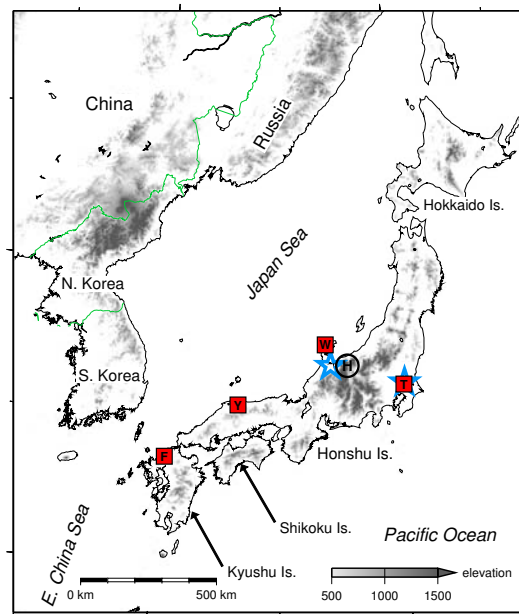 China
Russia
Hokkaido Is.
Japan Sea
N. Korea
W
H
S. Korea
T
Y
F
Honshu Is.
Shikoku Is.
Pacific Ocean
E. China Sea
Kyushu Is.
elevation
0 km 500 km
500 1000 1500